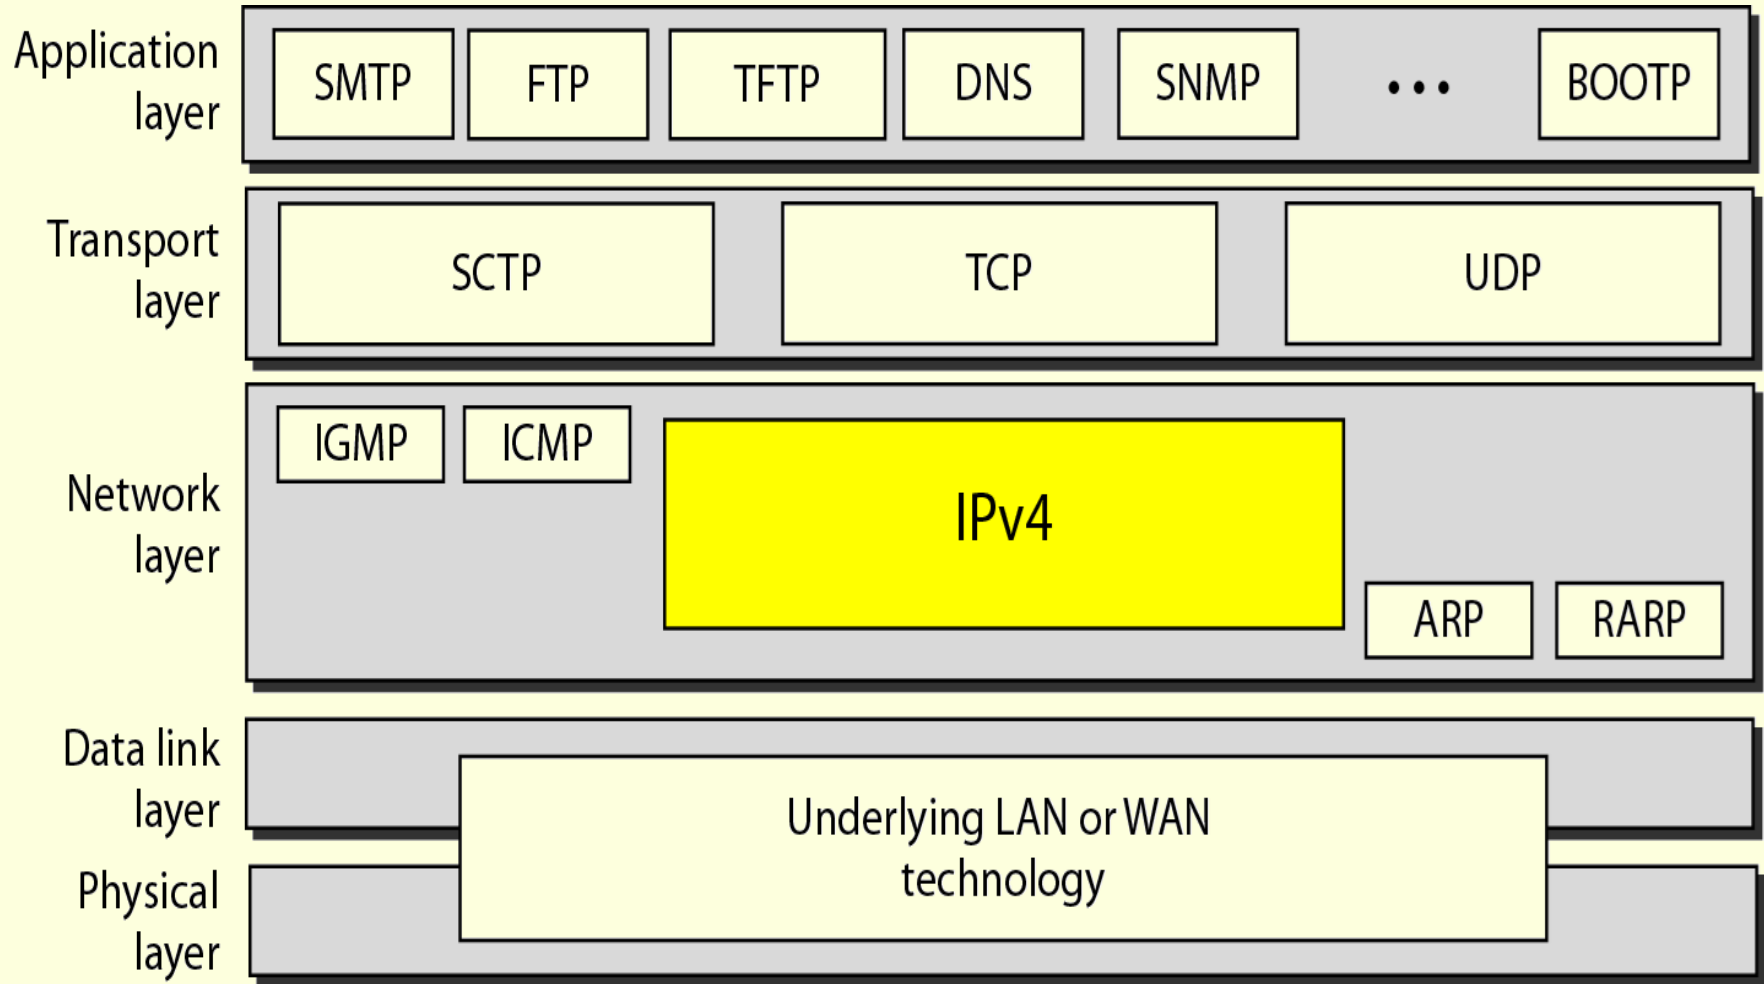 Application
layer
SMTP
FTP
TFTP
DNS
SNMP
...
BOOTP
Transport
layer
SCTP
TCP
UDP
Network
layer
IGMP
ICMP
IPv4
ARP
RARP
Data link
layer
Underlying LAN or WAN
technology
Physical
layer